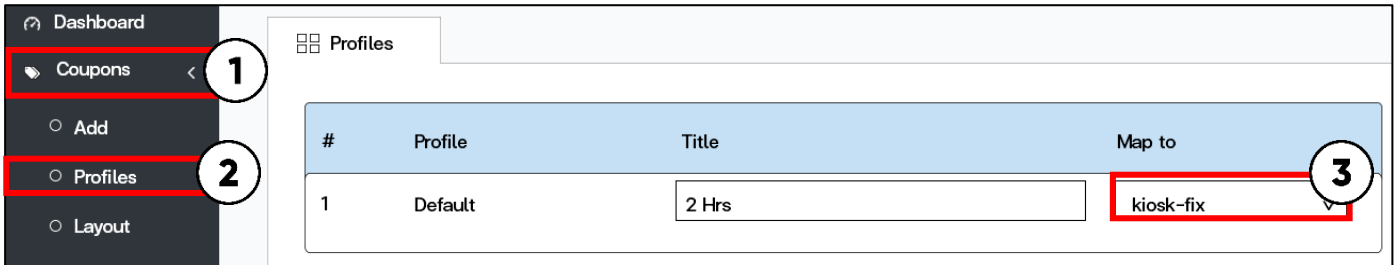 Dashboard
Coupons
1
Add
Profiles
2
Layout
Profiles
# Profile Title Map to
3
1 Default 2 Hrs kiosk-fix